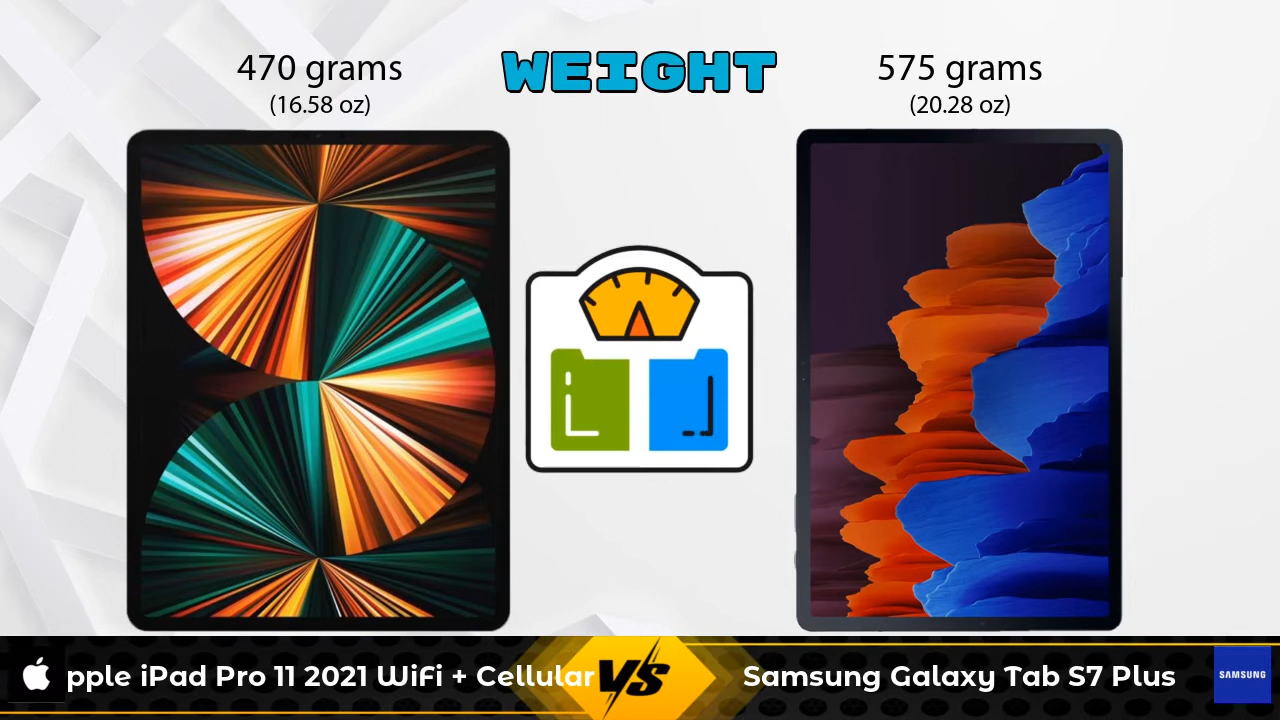 WEIGHT
470 grams
(16.58 oz)
575 grams
(20.28 oz)
pple iPad Pro 11 2021 WiFi + Cellular
VS
Samsung Galaxy Tab S7 Plus
SAMSUNG